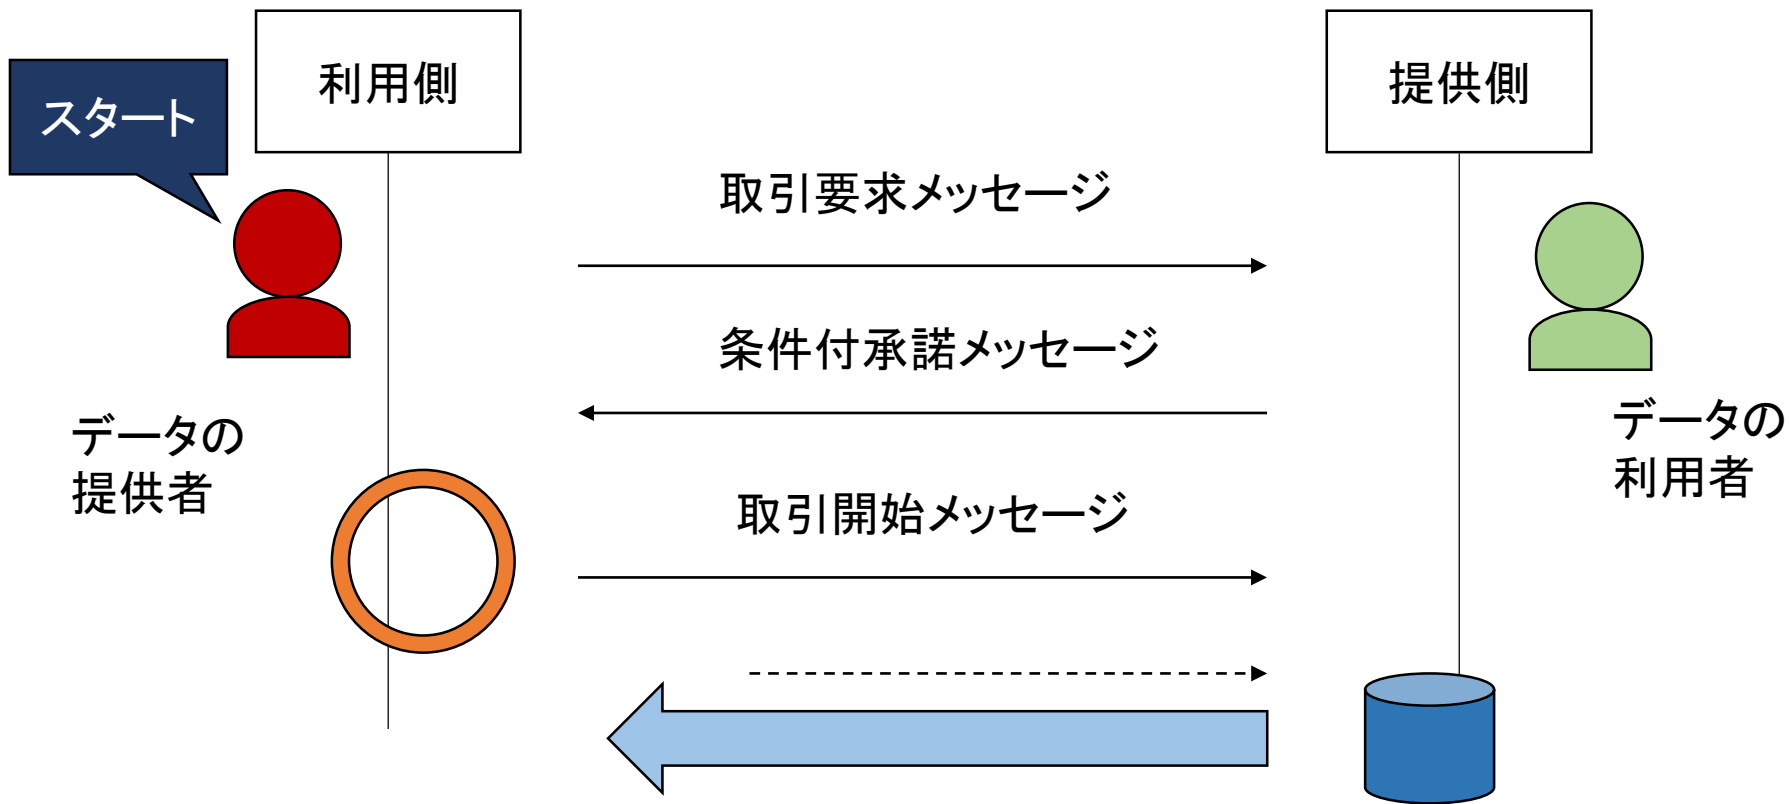 利用側
提供側
スタート
取引要求メッセージ
条件付承諾メッセージ
データの
提供者
データの
利用者
取引開始メッセージ